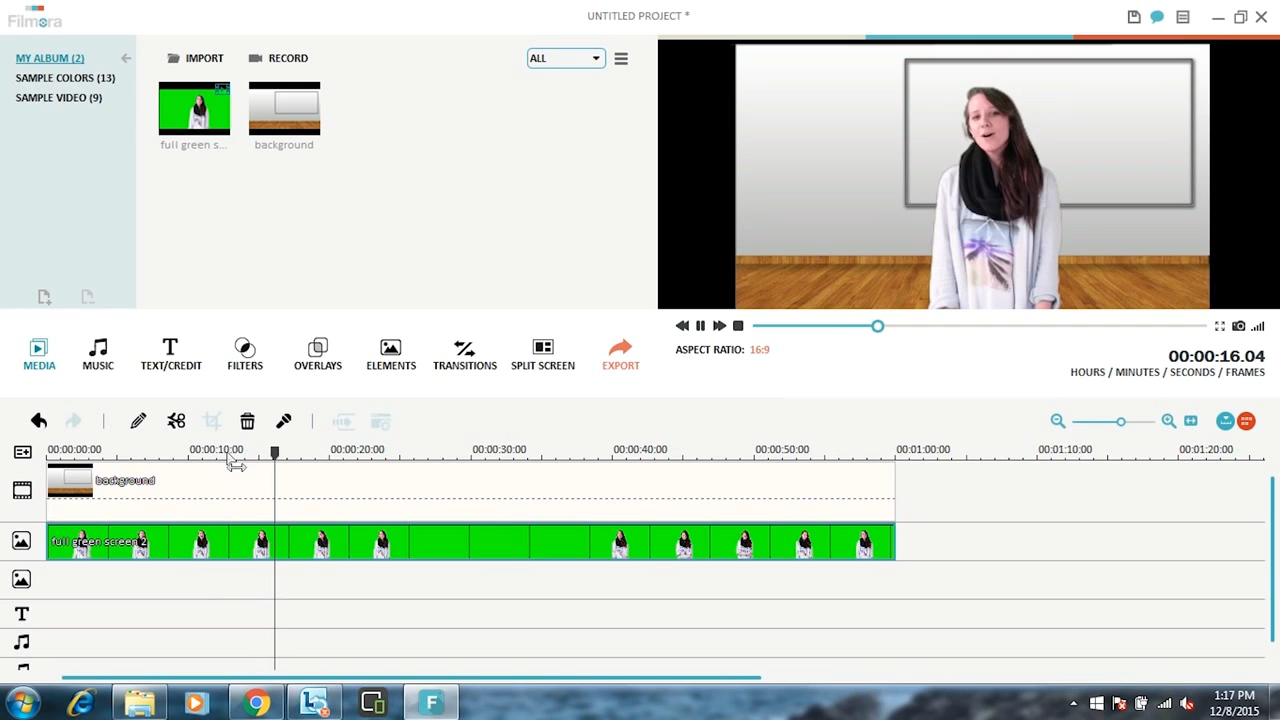 Filmora
UNTITLED PROJECT *
MY ALBUM (2)
SAMPLE COLORS (13)
SAMPLE VIDEO (9)
IMPORT
RECORD
ALL
full green s...
background
ASPECT RATIO: 16:9
00:00:16.04
HOURS / MINUTES / SECONDS / FRAMES
MEDIA
MUSIC
TEXT/CREDIT
FILTERS
OVERLAYS
ELEMENTS
TRANSITIONS
SPLIT SCREEN
EXPORT
00:00:00:00
00:00:10:00
00:00:20:00
00:00:30:00
00:00:40:00
00:00:50:00
00:01:00:00
00:01:10:00
00:01:20:00
background
full green screen 2
1:17 PM
12/8/2015